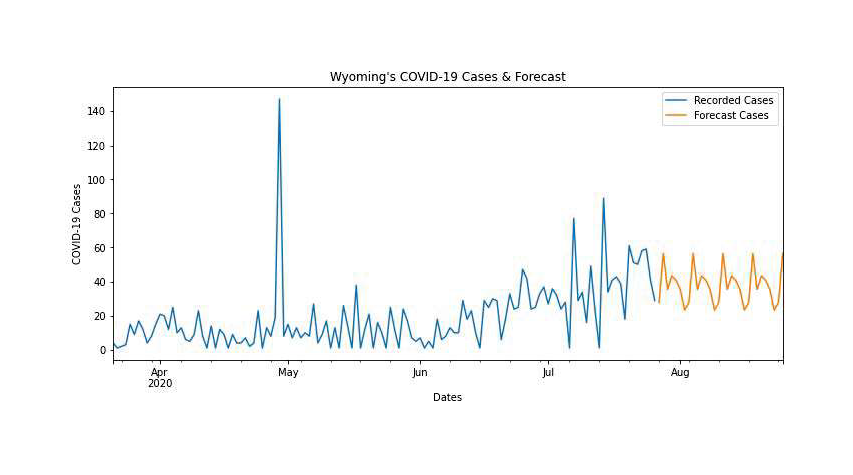 Wyoming's COVID-19 Cases & Forecast
Recorded Cases
Forecast Cases
COVID-19 Cases
140
120
100
80
60
40
20
0
Apr
2020
May
Jun
Jul
Aug
Dates